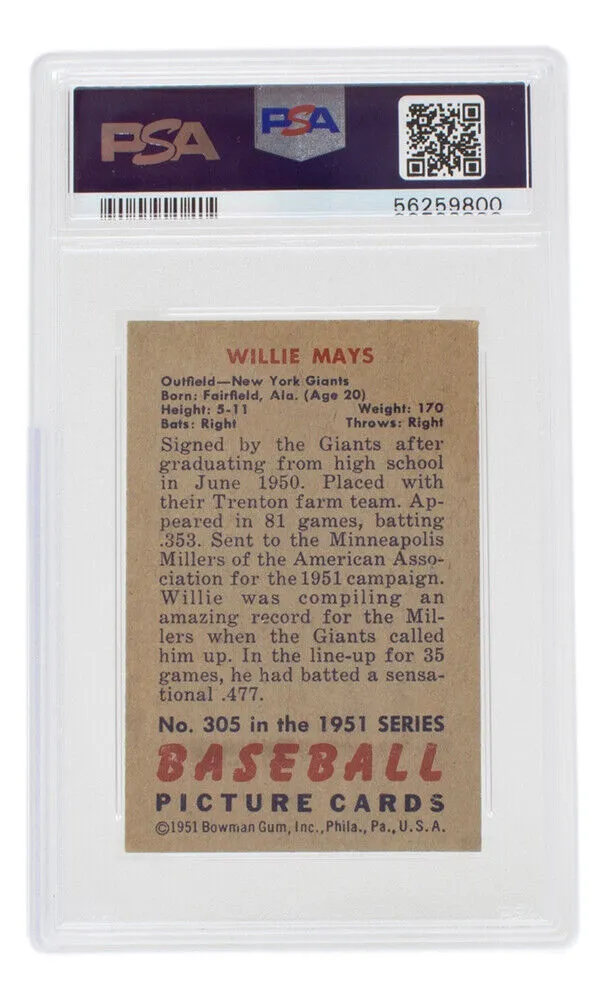 PSA
PSA
56259800
WILLIE MAYS
Outfield—New York Giants
Born: Fairfield, Ala. (Age 20)
Height: 5-11 Weight: 170
Bats: Right Throws: Right
Signed by the Giants after
graduating from high school
in June 1950. Placed with
their Trenton farm team. Ap-
peared in 81 games, batting
.353. Sent to the Minneapolis
Millers of the American Asso-
ciation for the 1951 campaign.
Willie was compiling an
amazing record for the Mil-
lers when the Giants called
him up. In the line-up for 35
games, he had batted a sensa-
tional .477.
No. 305 in the 1951 SERIES
BASEBALL
PICTURE CARDS
©1951 Bowman Gum, Inc., Phila., Pa., U.S.A.